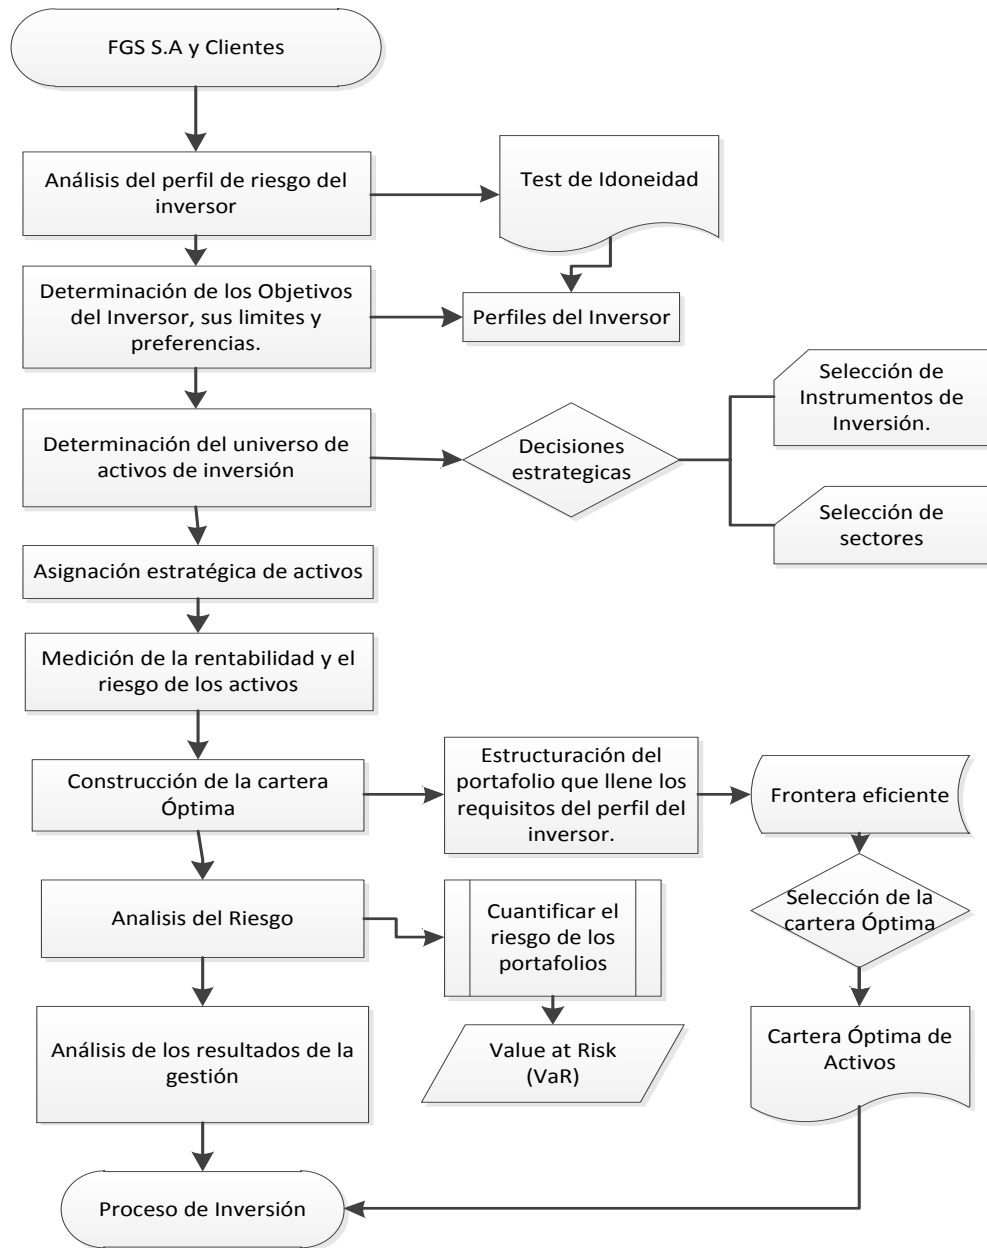 FGS S.A y Clientes
Análisis del perfil de riesgo del
inversor
Test de Idoneidad
Determinación de los Objetivos
del Inversor, sus limites y
preferencias.
Perfiles del Inversor
Selección de
Instrumentos de
Inversión.
Determinación del universo de
activos de inversión
Decisiones
estrategicas
Selección de
sectores
Asignación estratégica de activos
Medición de la rentabilidad y el
riesgo de los activos
Construcción de la cartera
Óptima
Estructuración del
portafolio que llene los
requisitos del perfil del
inversor.
Frontera eficiente
Selección de la
cartera Óptima
Analisis del Riesgo
Cuantificar el
riesgo de los
portafolios
Análisis de los resultados de la
gestión
Value at Risk
(VaR)
Cartera Óptima de
Activos
Proceso de Inversión